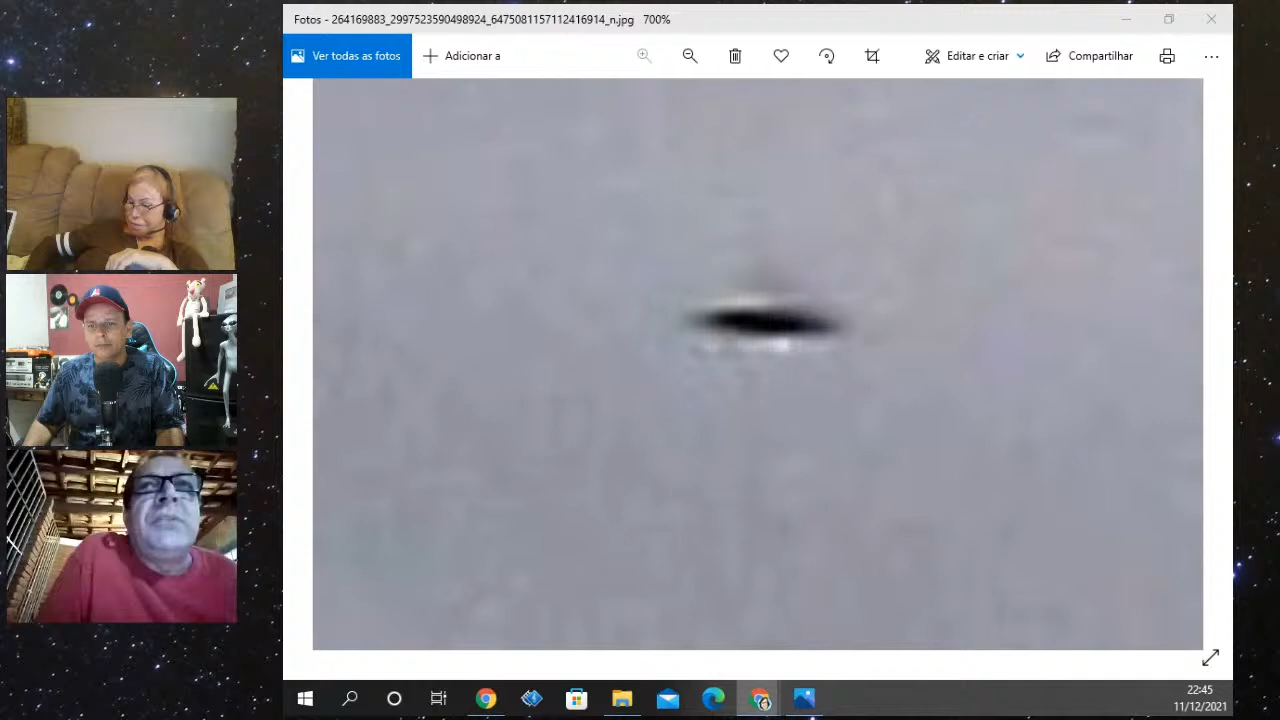 Fotos - 264169883_2997523590498924_6475081157112416914_n.jpg 700%
Ver todas as fotos
Adicionar a
Editar e criar
Compartilhar
22:45
11/12/2021